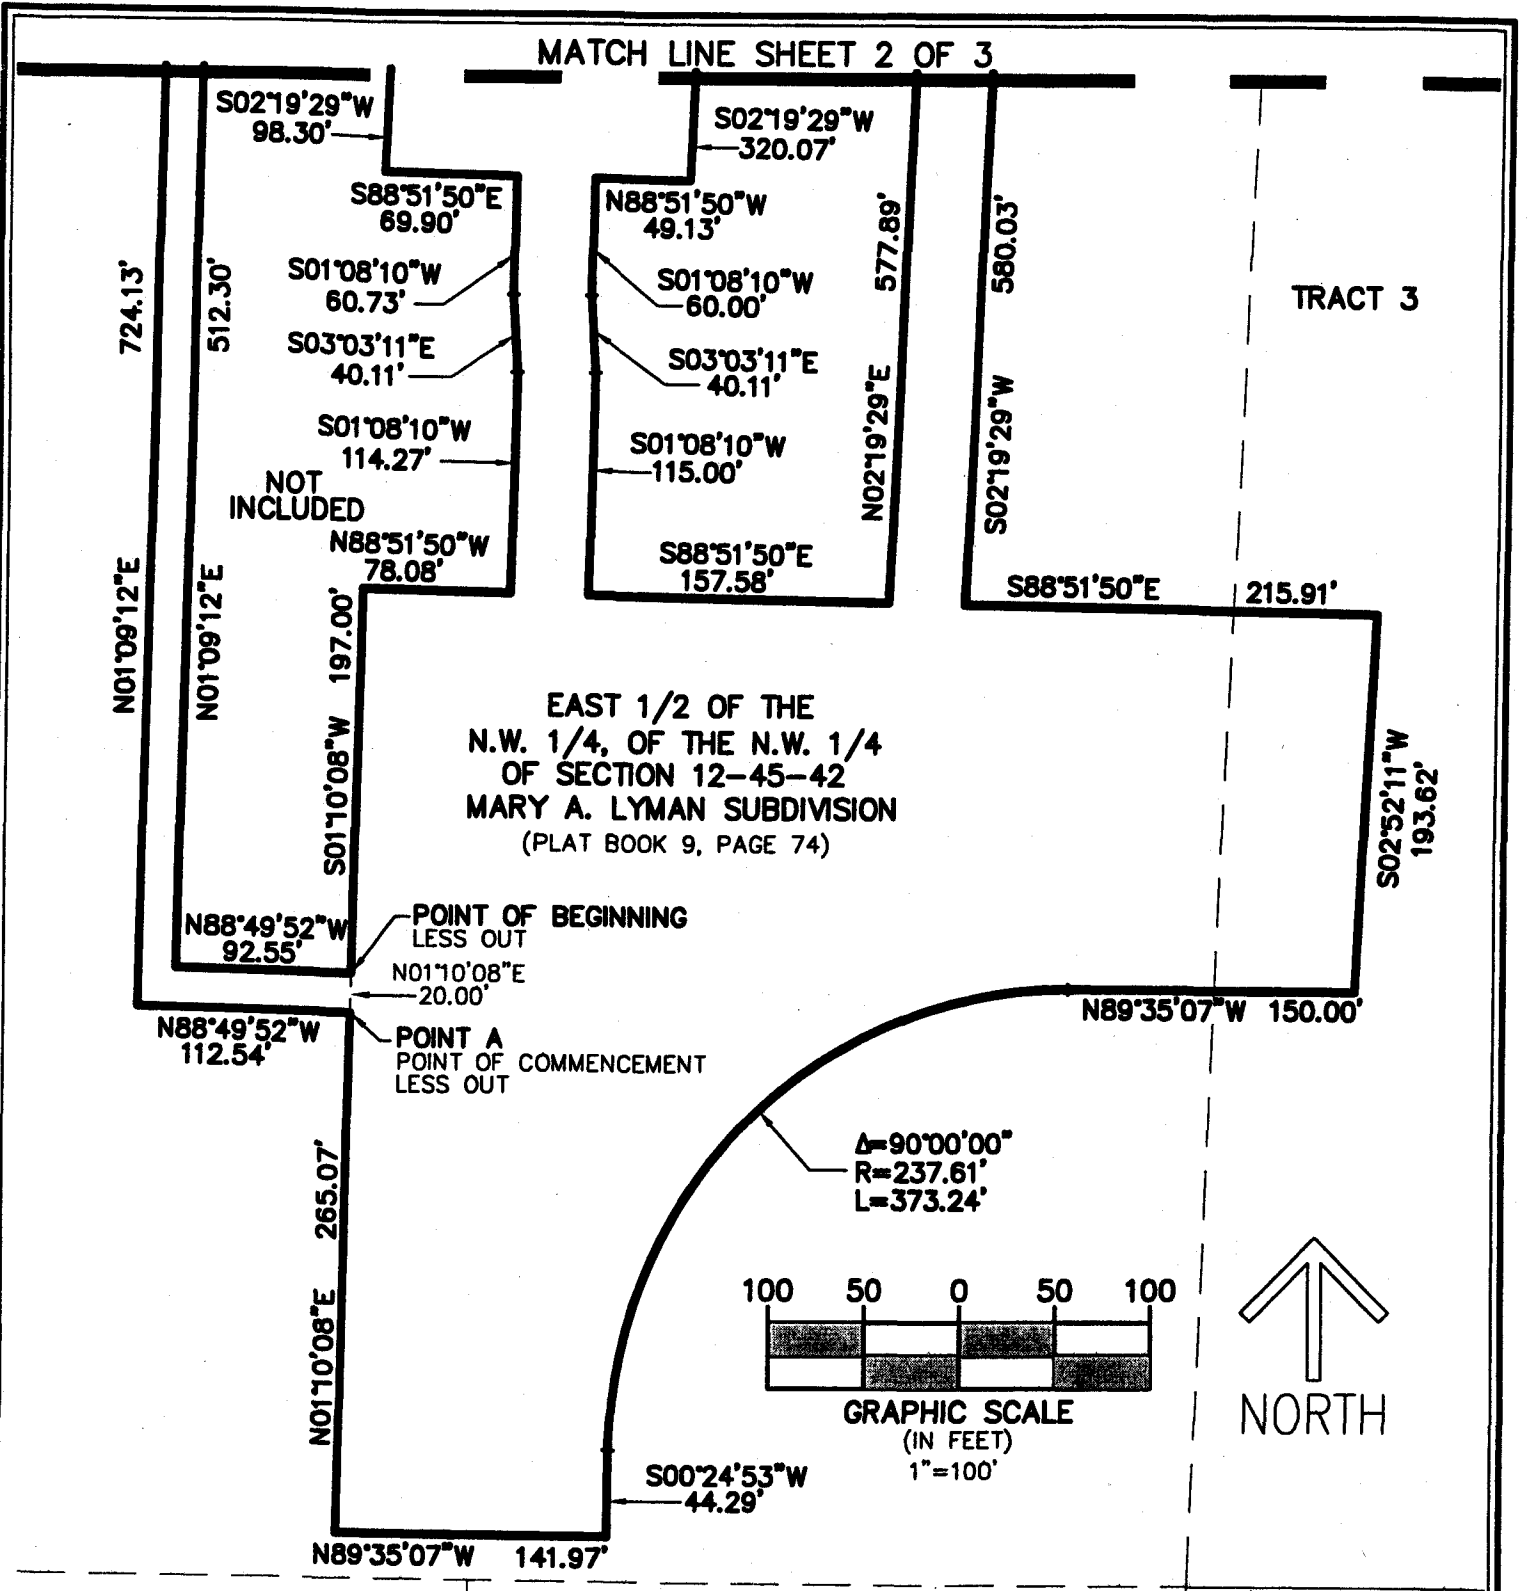 MATCH LINE SHEET 2 OF 3
S02°19'29"W
98.30'
S02°19'29"W
320.07'
S88°51'50"E
69.90'
N88°51'50"W
49.13'
S01°08'10"W
60.73'
S01°08'10"W
60.00'
S03°03'11"E
40.11'
S03°03'11"E
40.11'
S01°08'10"W
114.27'
S01°08'10"W
115.00'
724.13'
N01°09'12"E
512.30'
N01°09'12"E
577.89'
N02°19'29"E
580.03'
S02°19'29"W
TRACT 3
NOT
INCLUDED
N88°51'50"W
78.08'
S88°51'50"E
157.58'
S88°51'50"E 215.91'
S01°10'08"W 197.00'
EAST 1/2 OF THE
N.W. 1/4, OF THE N.W. 1/4
OF SECTION 12-45-42
MARY A. LYMAN SUBDIVISION
(PLAT BOOK 9, PAGE 74)
S02°52'11"W
193.62'
N88°49'52"W
92.55'
POINT OF BEGINNING
LESS OUT
N01°10'08"E
20.00'
N88°49'52"W
112.54'
POINT A
POINT OF COMMENCEMENT
LESS OUT
N89°35'07"W 150.00'
N01°10'08"E 265.07'
Δ=90°00'00"
R=237.61'
L=373.24'
100 50 0 50 100
GRAPHIC SCALE
(IN FEET)
1"=100'
NORTH
S00°24'53"W
44.29'
N89°35'07"W 141.97'